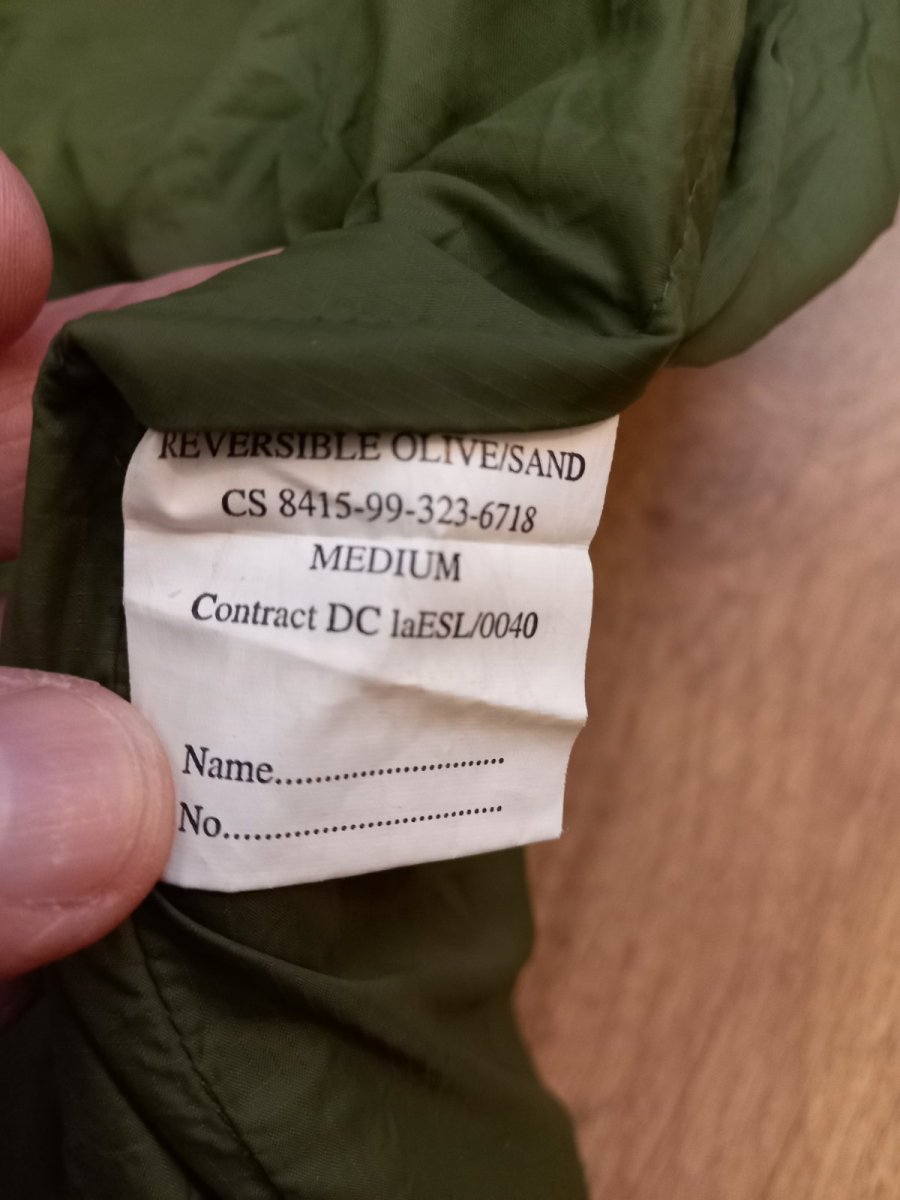 REVERSIBLE OLIVE/SAND
CS 8415-99-323-6718
MEDIUM
Contract DC laESL/0040
Name...........................
No................................